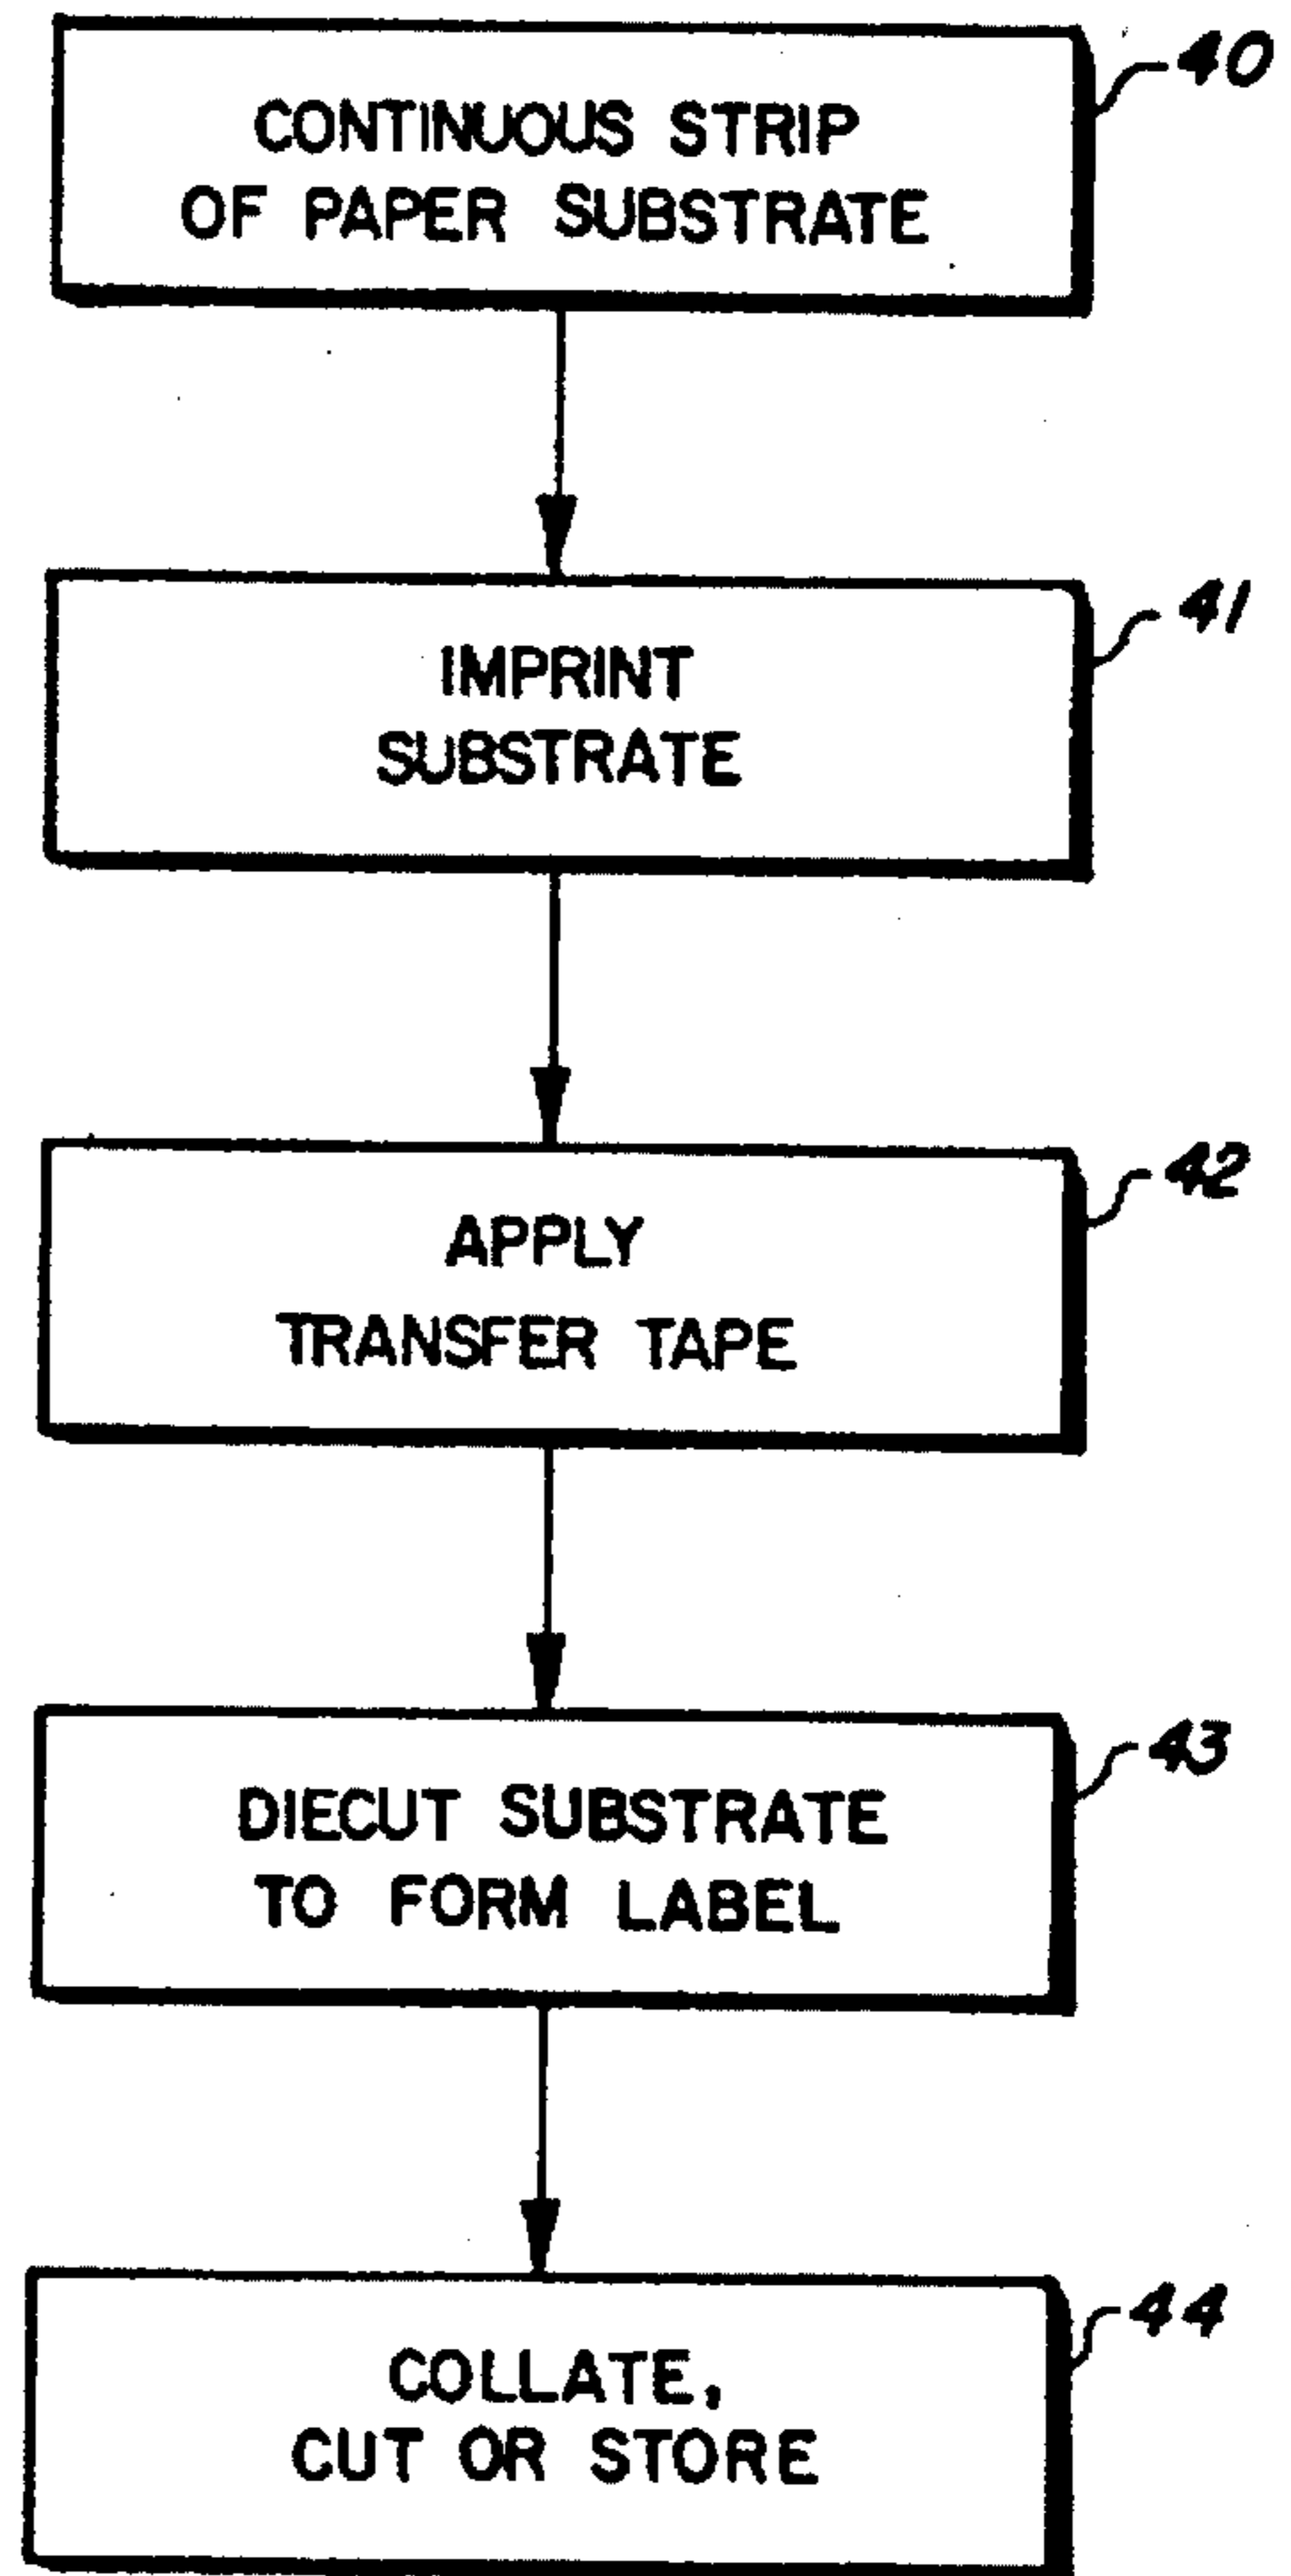 CONTINUOUS STRIP
OF PAPER SUBSTRATE
40
IMPRINT
SUBSTRATE
41
APPLY
TRANSFER TAPE
42
DIECUT SUBSTRATE
TO FORM LABEL
43
COLLATE,
CUT OR STORE
44